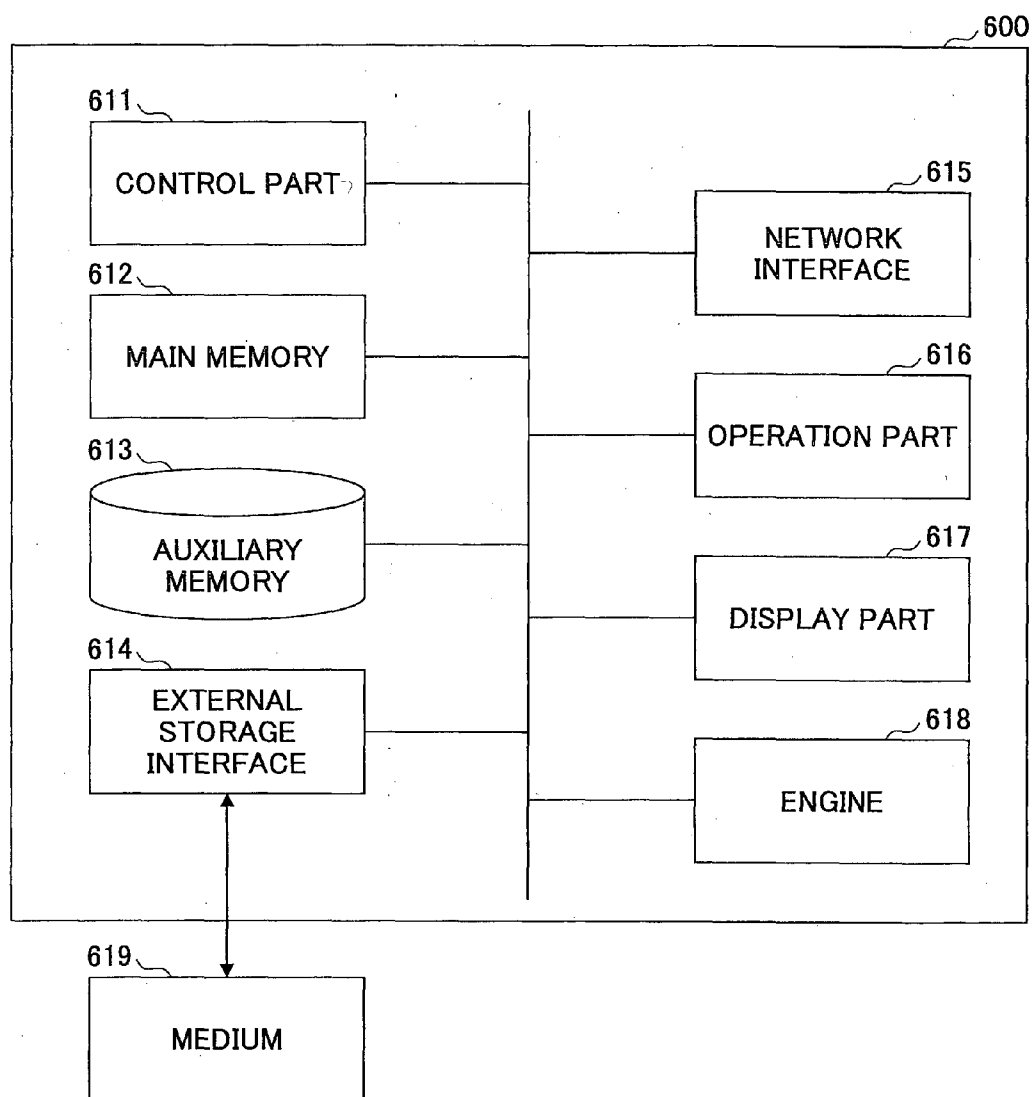 600
611
CONTROL PART
612
MAIN MEMORY
613
AUXILIARY
MEMORY
614
EXTERNAL
STORAGE
INTERFACE
615
NETWORK
INTERFACE
616
OPERATION PART
617
DISPLAY PART
618
ENGINE
619
MEDIUM